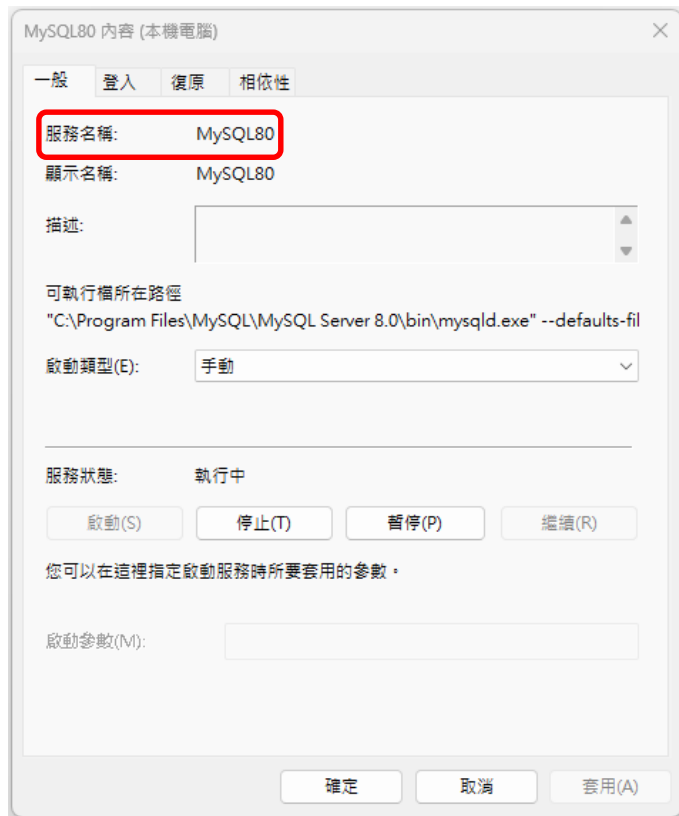 MySQL80 內容 (本機電腦)
一般 登入 復原 相依性
服務名稱: MySQL80
顯示名稱: MySQL80
描述:
可執行檔所在路徑
"C:\Program Files\MySQL\MySQL Server 8.0\bin\mysqld.exe" --defaults-fil
啟動類型(E): 手動
服務狀態: 執行中
啟動(S) 停止(T) 暫停(P) 繼續(R)
您可以在這裡指定啟動服務時所要套用的參數。
啟動參數(M):
確定 取消 套用(A)